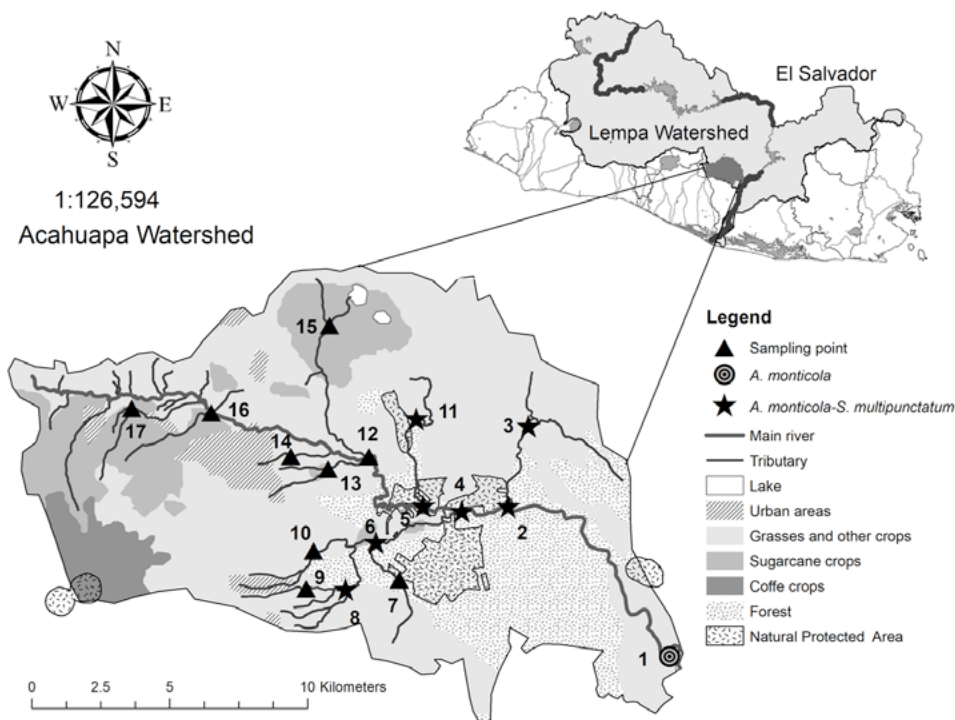 N
W E
S
1:126,594
Acahuapa Watershed
El Salvador
Lempa Watershed
15
11
16
17
3
14
12
13
4
5
2
6
10
9
7
8
1
0 2.5 5 10 Kilometers
Legend
Sampling point
A. monticola
A. monticola-S. multipunctatum
Main river
Tributary
Lake
Urban areas
Grasses and other crops
Sugarcane crops
Coffe crops
Forest
Natural Protected Area